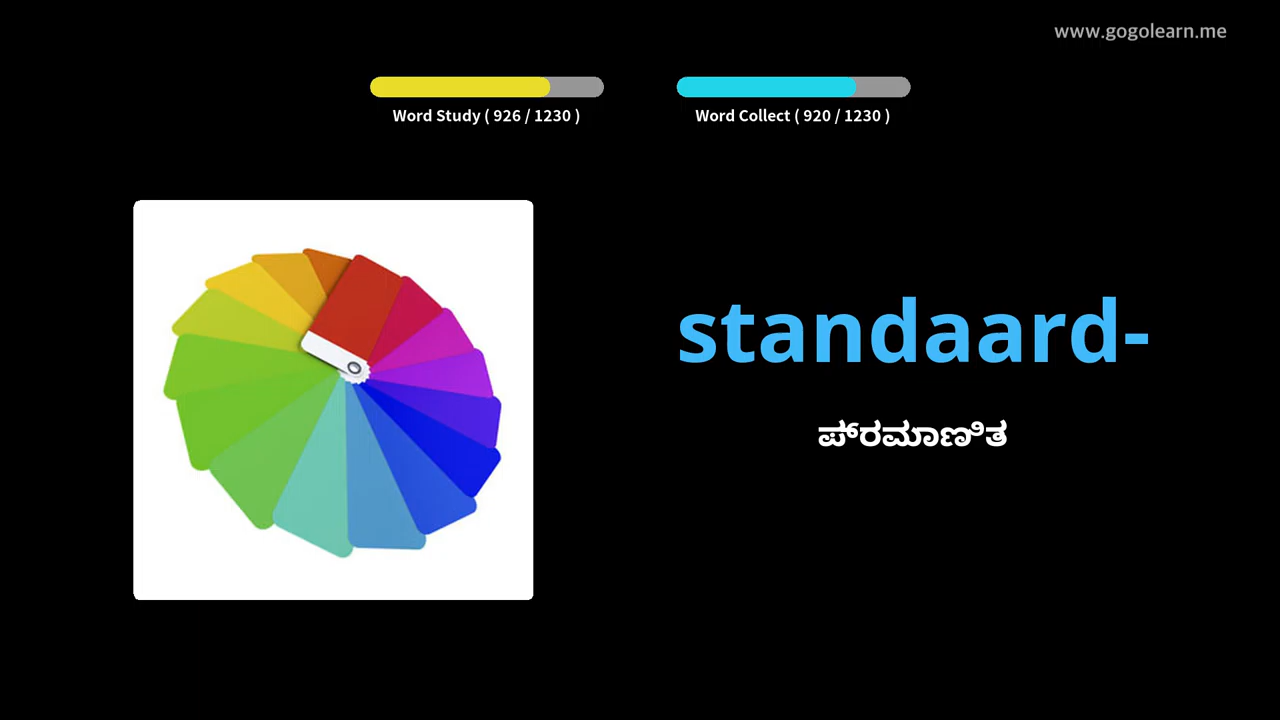 www.gogolearn.me
Word Study ( 926 / 1230 )
Word Collect ( 920 / 1230 )
standaard-
ಪ್ರಮಾಣಿತ